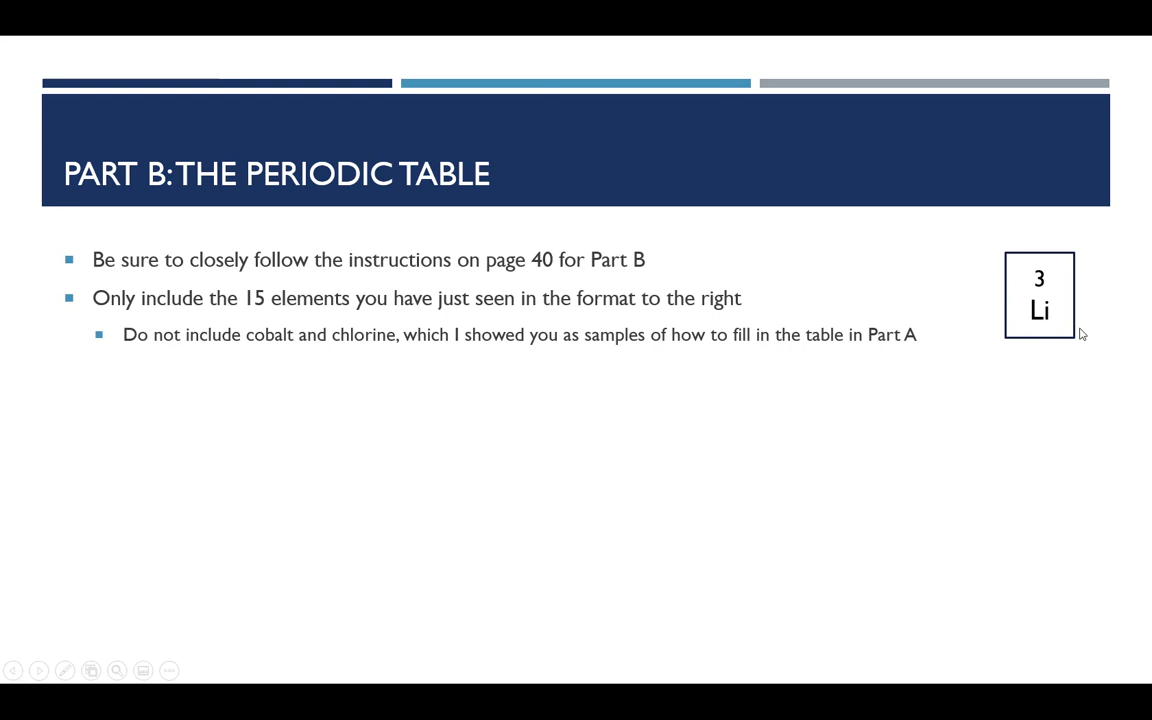 PART B: THE PERIODIC TABLE
Be sure to closely follow the instructions on page 40 for Part B
Only include the 15 elements you have just seen in the format to the right
Do not include cobalt and chlorine, which I showed you as samples of how to fill in the table in Part A
3
Li